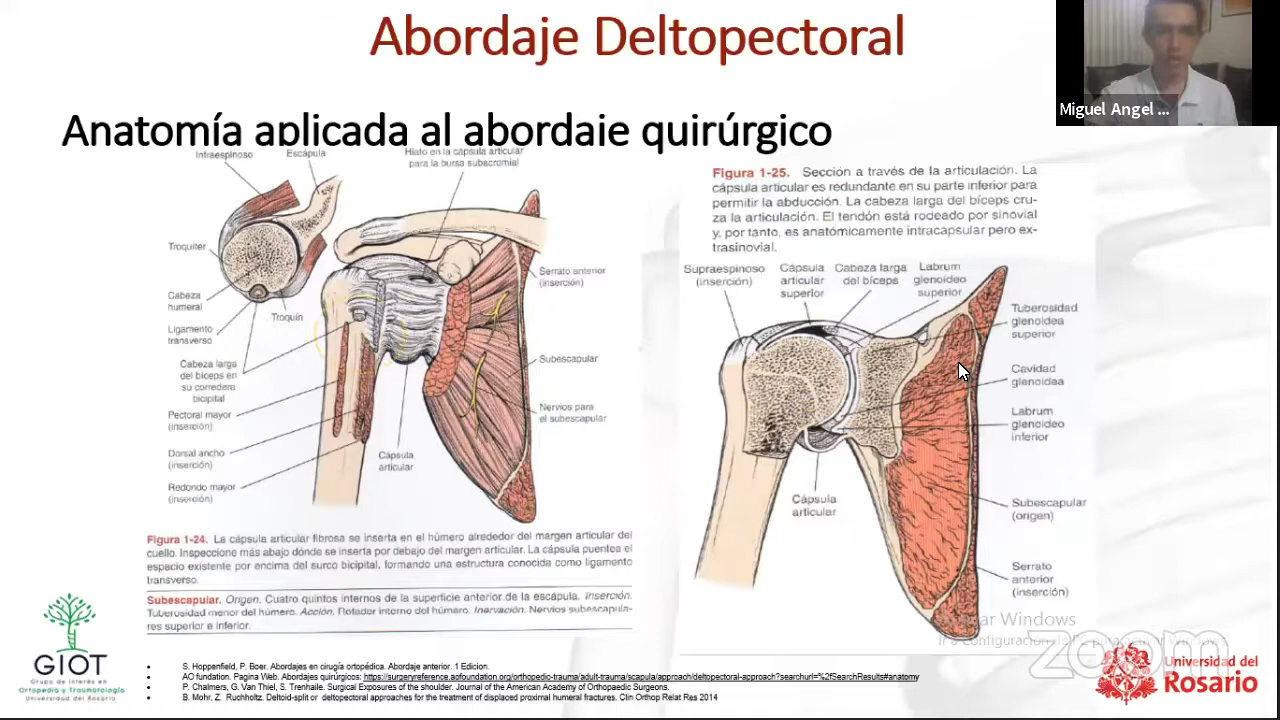 Abordaje Deltopectoral
Miguel Angel ...
Anatomía aplicada al abordaje quirúrgico
Infraespinoso
Escápula
Hiato en la cápsula articular
para la bursa subacromial
Troquiter
Cabeza
humeral
Ligamento
transverso
Troquín
Cabeza larga
del bíceps en
su corredera
bicipital
Pectoral mayor
(inserción)
Dorsal ancho
(inserción)
Redondo mayor
(inserción)
Cápsula
articular
Serrato anterior
(inserción)
Subescapular
Nervios para
el subescapular
Figura 1-24. La cápsula articular fibrosa se inserta en el húmero alrededor del margen articular del
cuello. Inspeccione más abajo dónde se inserta por debajo del margen articular. La cápsula puentea el
espacio existente por encima del surco bicipital, formando una estructura conocida como ligamento
transverso.
Subescapular. Origen. Cuatro quintos internos de la superficie anterior de la escápula. Inserción.
Tuberosidad menor del húmero. Acción. Rotador interno del húmero. Inervación. Nervios subescapula-
res superior e inferior.
Figura 1-25. Sección a través de la articulación. La
cápsula articular es redundante en su parte inferior para
permitir la abducción. La cabeza larga del bíceps cru-
za la articulación. El tendón está rodeado por sinovial
y, por tanto, es anatómicamente intracapsular pero ex-
trasinovial.
Supraespinoso
(inserción)
Cápsula
articular
superior
Cabeza larga
del bíceps
Labrum
glenoideo
superior
Tuberosidad
glenoidea
superior
Cavidad
glenoidea
Labrum
glenoideo
inferior
Cápsula
articular
Subescapular
(origen)
Serrato
anterior
(inserción)
GIOT
Grupo de Interés en
Ortopedia y Traumatología
Universidad del Rosario
• S. Hoppenfield, P. Boer. Abordajes en cirugía ortopédica. Abordaje anterior. 1 Edicion.
• AO fundation. Pagina Web. Abordajes quirúrgicos: https://surgeryreference.aofoundation.org/orthopedic-trauma/adult-trauma/scapula/approach/deltopectoral-approach?searchurl=%2fSearchResults#anatomy
• P. Chalmers, G. Van Thiel, S. Trenhaile. Surgical Exposures of the shoulder. Journal of the American Academy of Orthopaedic Surgeons.
• B. Mohr, Z. Ruchholtz. Deltoid-split or deltopectoral approaches for the treatment of displaced proximal humeral fractures. Clin Orthop Relat Res 2014
Windows
zoom
Universidad del
Rosario